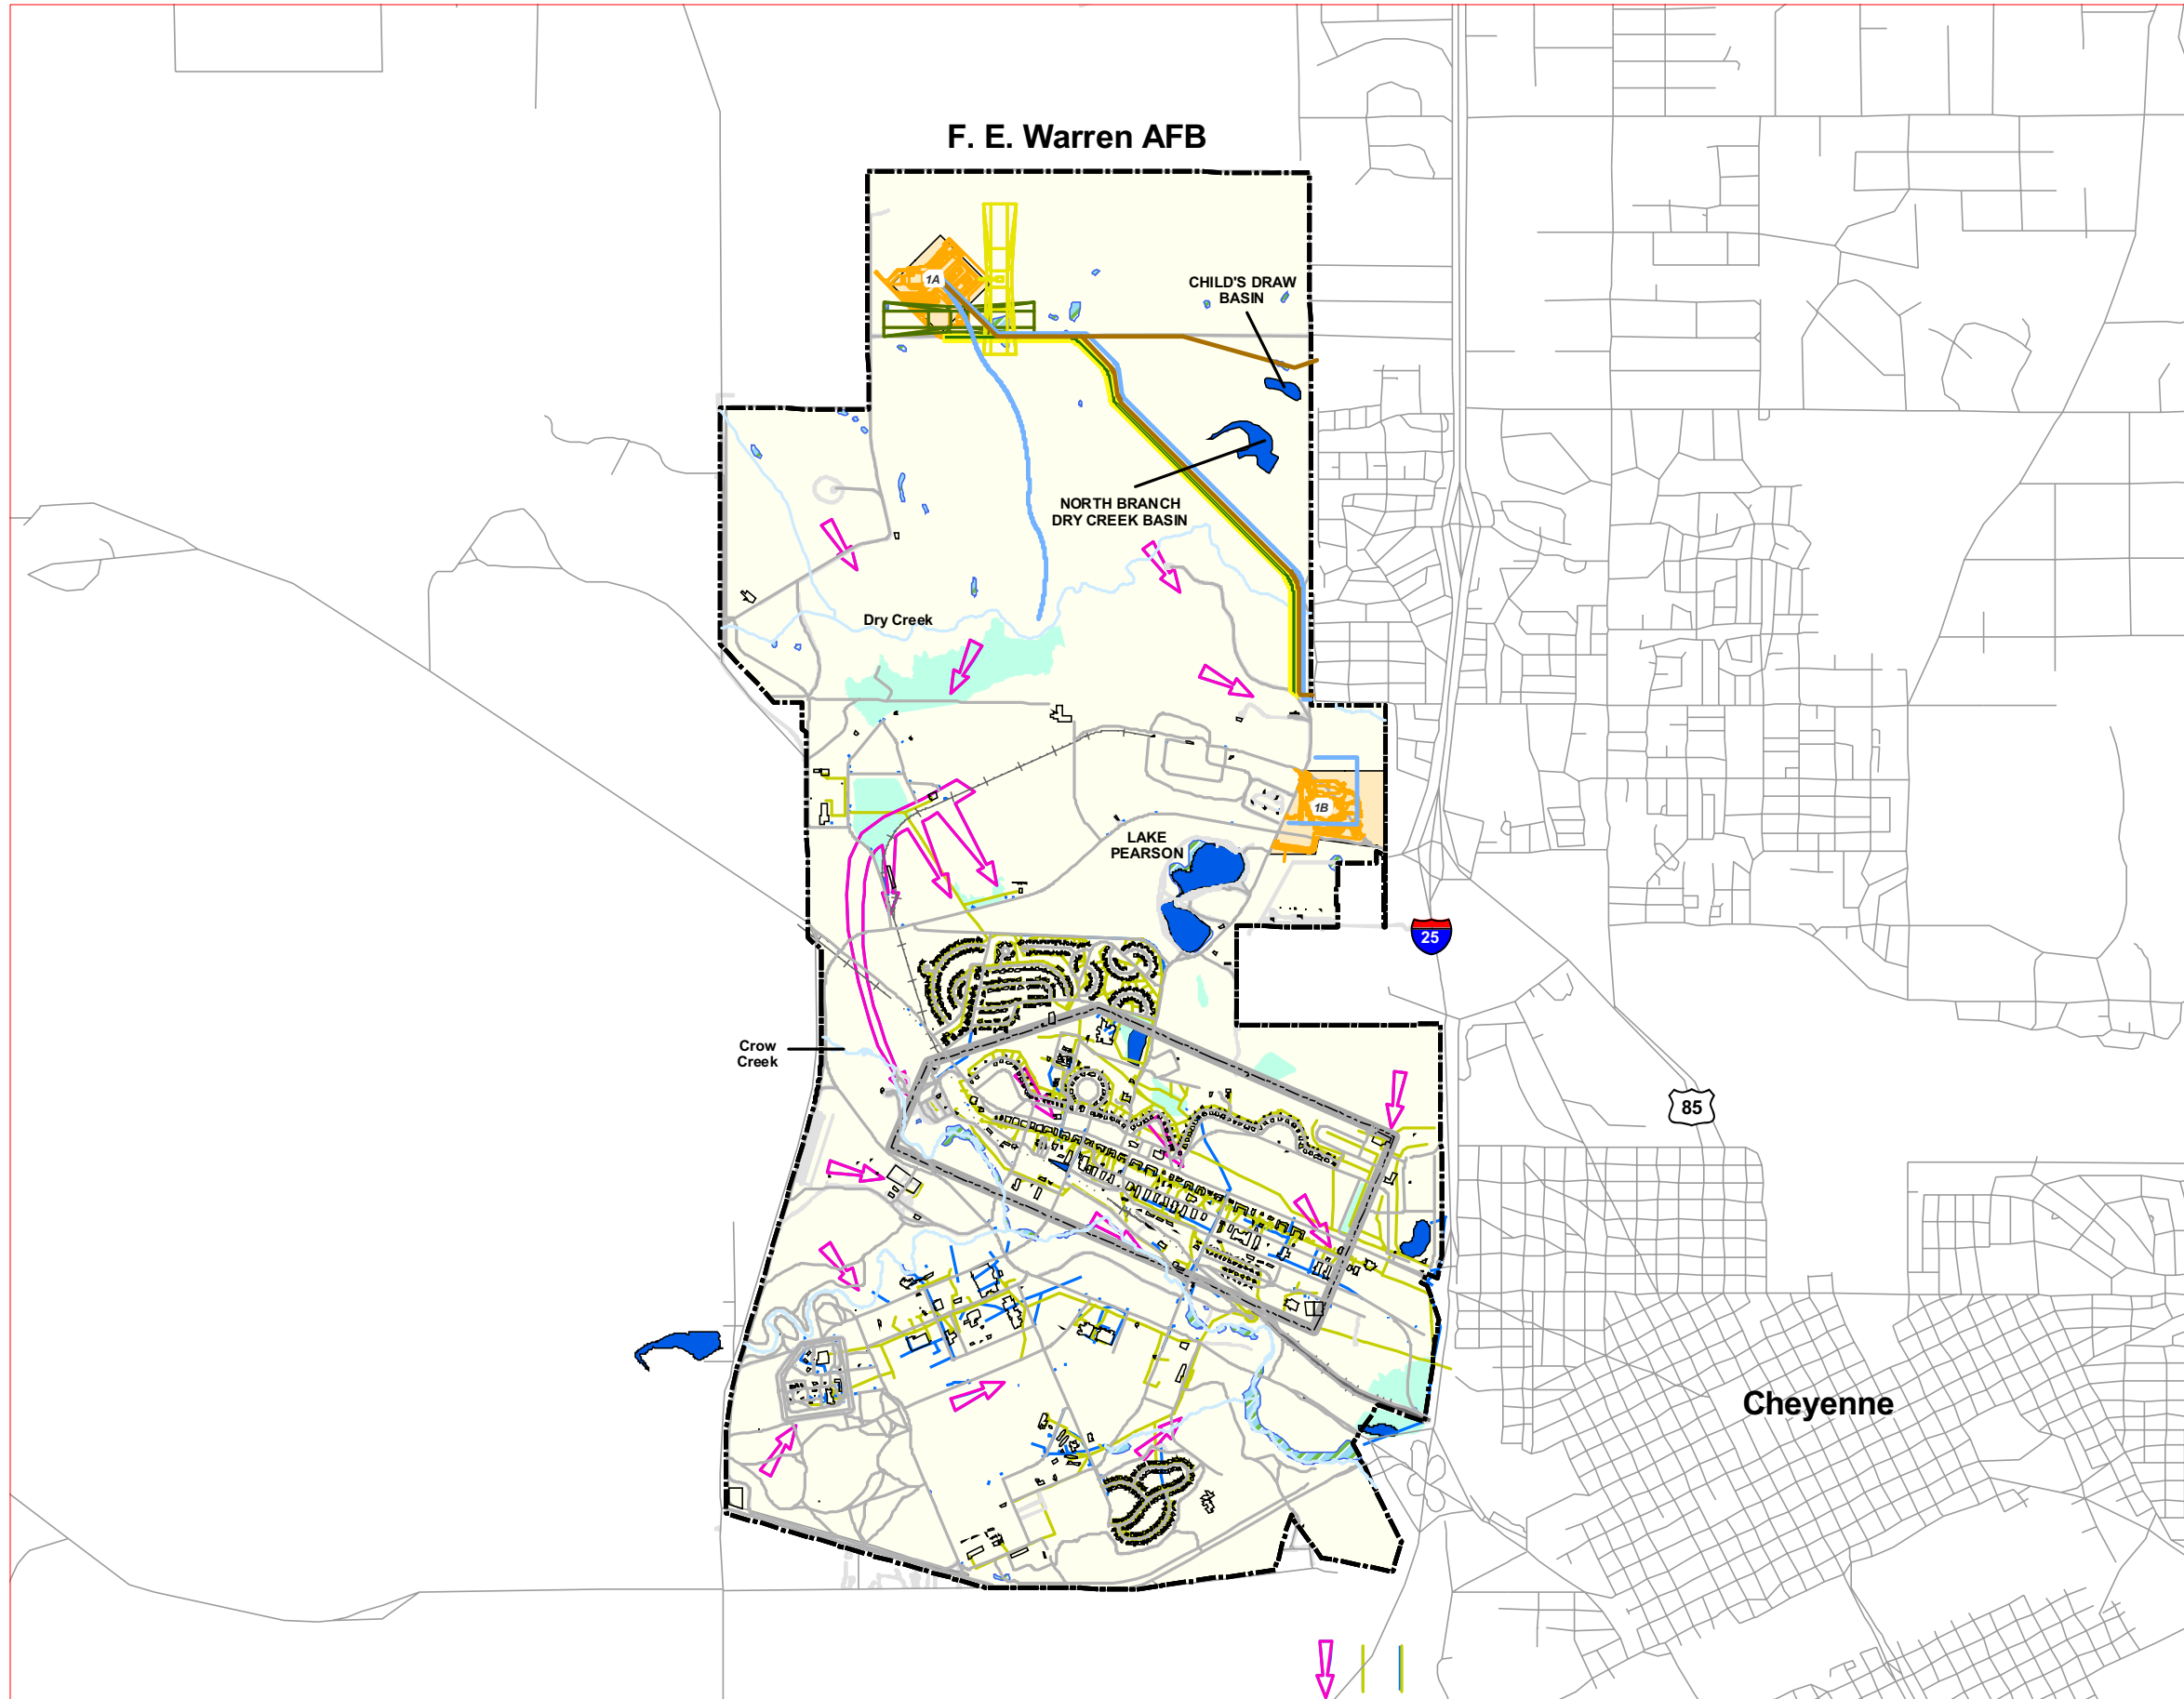 F. E. Warren AFB
1A
CHILD'S DRAW
BASIN
NORTH BRANCH
DRY CREEK BASIN
Dry Creek
1B
LAKE
PEARSON
25
Crow
Creek
85
Cheyenne